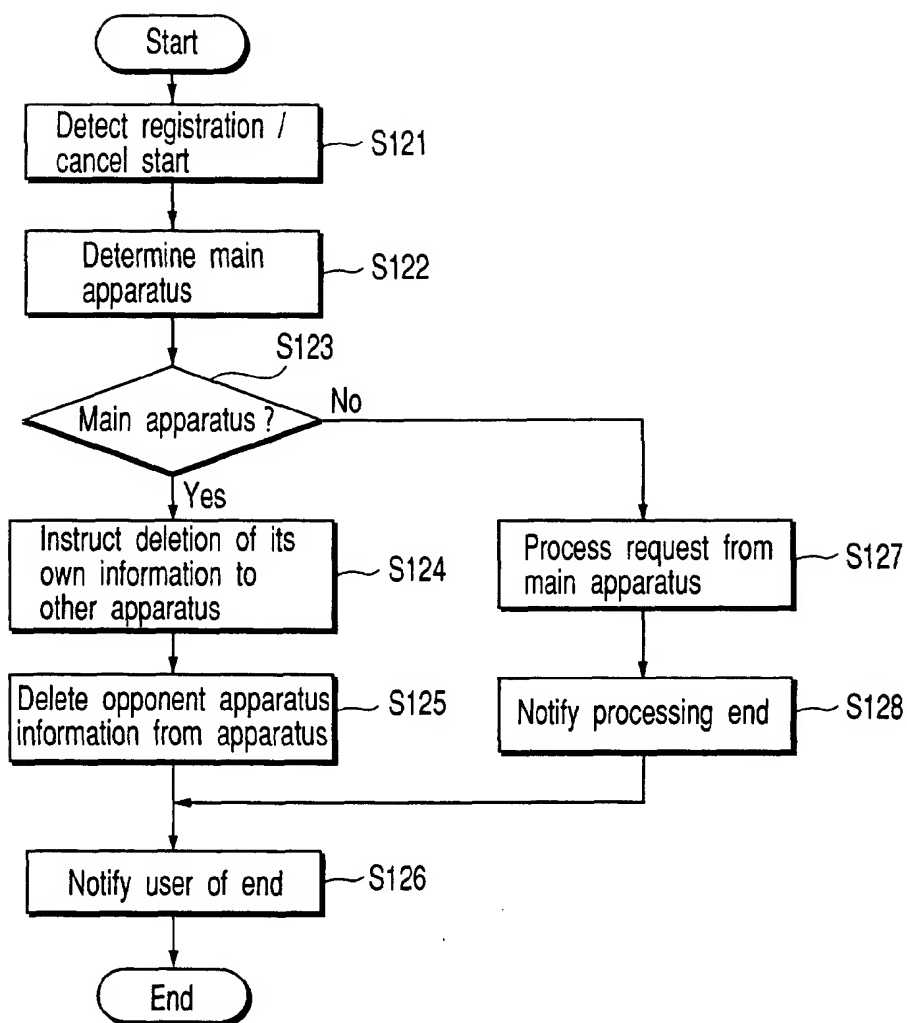 Start
Detect registration /
cancel start
S121
Determine main
apparatus
S122
S123
Main apparatus ?
No
Yes
Instruct deletion of its
own information to
other apparatus
S124
Process request from
main apparatus
S127
Delete opponent apparatus
information from apparatus
S125
Notify processing end
S128
Notify user of end
S126
End